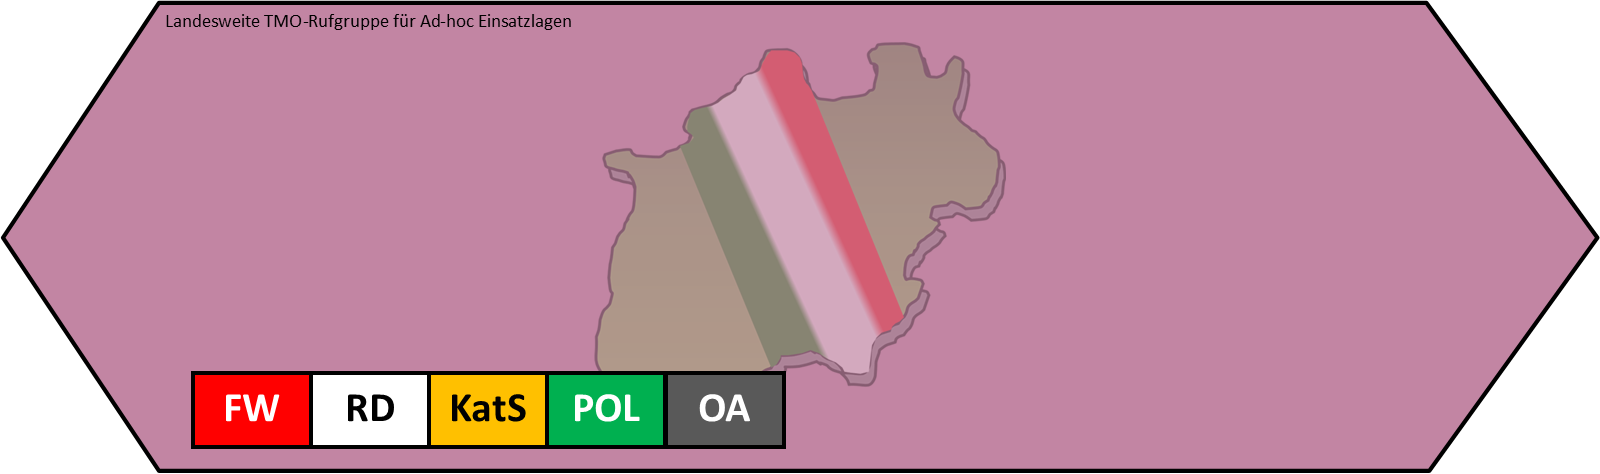 Landesweite TMO-Rufgruppe für Ad-hoc Einsatzlagen
FW RD KatS POL OA